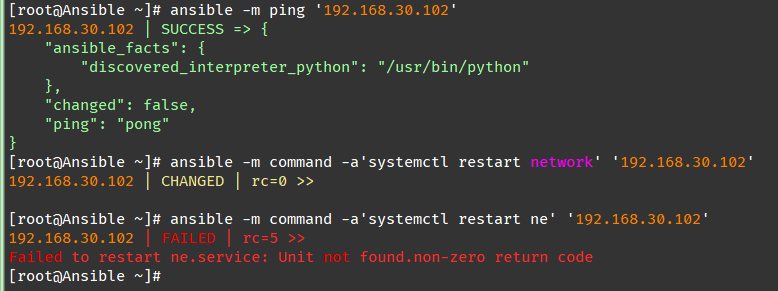 [root@Ansible ~]# ansible -m ping '192.168.30.102'
192.168.30.102 | SUCCESS => {
    "ansible_facts": {
        "discovered_interpreter_python": "/usr/bin/python"
    },
    "changed": false,
    "ping": "pong"
}
[root@Ansible ~]# ansible -m command -a'systemctl restart network' '192.168.30.102'
192.168.30.102 | CHANGED | rc=0 >>

[root@Ansible ~]# ansible -m command -a'systemctl restart ne' '192.168.30.102'
192.168.30.102 | FAILED | rc=5 >>
Failed to restart ne.service: Unit not found.non-zero return code
[root@Ansible ~]#